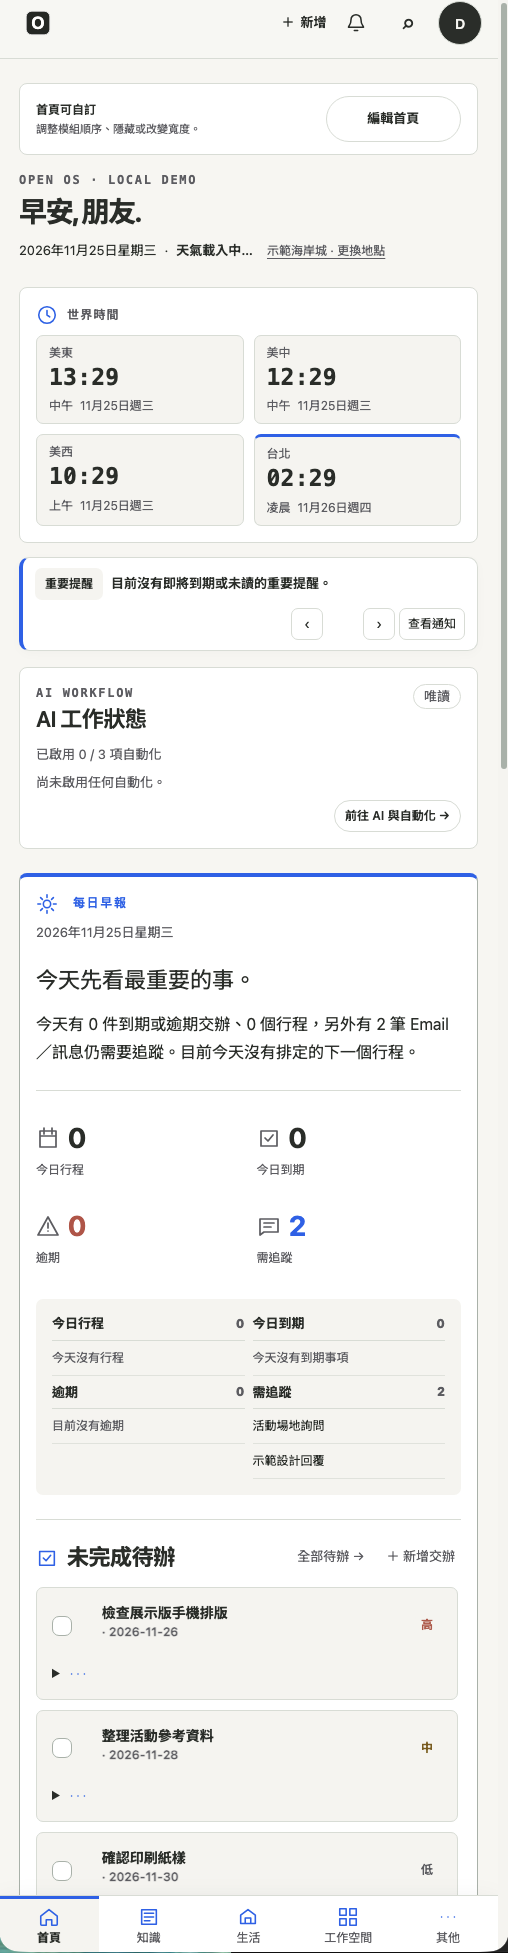 O
＋ 新增
D
首頁可自訂
調整模組順序、隱藏或改變寬度。
編輯首頁
OPEN OS · LOCAL DEMO
早安,朋友.
2026年11月25日星期三 · 天氣載入中... 示範海岸城 · 更換地點
世界時間
美東
13:29
中午 11月25日週三
美中
12:29
中午 11月25日週三
美西
10:29
上午 11月25日週三
台北
02:29
凌晨 11月26日週四
重要提醒
目前沒有即將到期或未讀的重要提醒。
‹
›
查看通知
AI WORKFLOW
AI 工作狀態
唯讀
已啟用 0 / 3 項自動化
尚未啟用任何自動化。
前往 AI 與自動化 →
每日早報
2026年11月25日星期三
今天先看最重要的事。
今天有 0 件到期或逾期交辦、0 個行程，另外有 2 筆 Email
／訊息仍需要追蹤。目前今天沒有排定的下一個行程。
0
今日行程
0
今日到期
0
逾期
2
需追蹤
今日行程 0
今天沒有行程
今日到期 0
今天沒有到期事項
逾期 0
目前沒有逾期
需追蹤 2
活動場地詢問
示範設計回覆
未完成待辦
全部待辦 →
＋ 新增交辦
檢查展示版手機排版
· 2026-11-26
高
▶ ···
整理活動參考資料
· 2026-11-28
中
▶ ···
確認印刷紙樣
· 2026-11-30
低
首頁
知識
生活
工作空間
···
其他